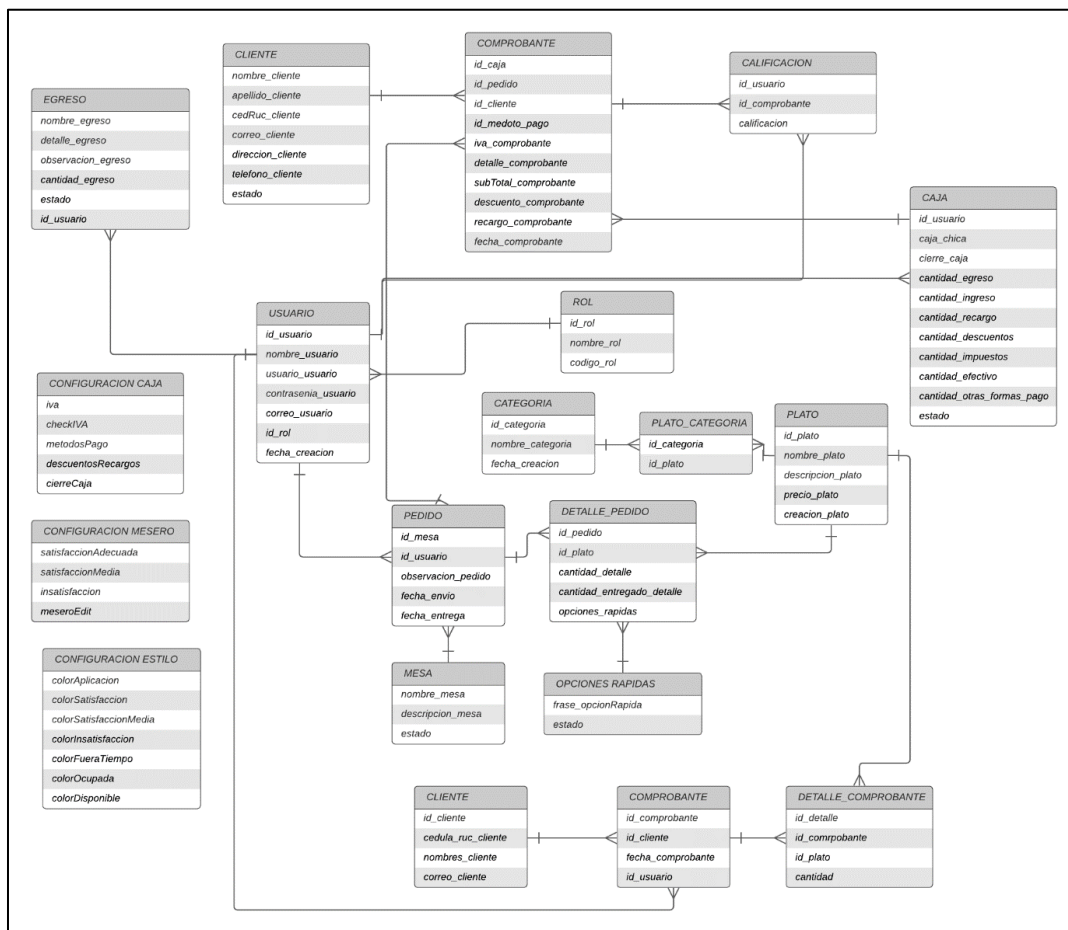 CLIENTE
nombre_cliente
apellido_cliente
cedRuc_cliente
correo_cliente
direccion_cliente
telefono_cliente
estado
COMPROBANTE
id_caja
id_pedido
id_cliente
id_medoto_pago
iva_comprobante
detalle_comprobante
subTotal_comprobante
descuento_comprobante
recargo_comprobante
fecha_comprobante
CALIFICACION
id_usuario
id_comprobante
calificacion
EGRESO
nombre_egreso
detalle_egreso
observacion_egreso
cantidad_egreso
estado
id_usuario
CAJA
id_usuario
caja_chica
cierre_caja
cantidad_egreso
cantidad_ingreso
cantidad_recargo
cantidad_descuentos
cantidad_impuestos
cantidad_efectivo
cantidad_otras_formas_pago
estado
USUARIO
id_usuario
nombre_usuario
usuario_usuario
contrasenia_usuario
correo_usuario
id_rol
fecha_creacion
ROL
id_rol
nombre_rol
codigo_rol
CONFIGURACION CAJA
iva
checkIVA
metodosPago
descuentosRecargos
cierreCaja
CATEGORIA
id_categoria
nombre_categoria
fecha_creacion
PLATO_CATEGORIA
id_categoria
id_plato
PLATO
id_plato
nombre_plato
descripcion_plato
precio_plato
creacion_plato
PEDIDO
id_mesa
id_usuario
observacion_pedido
fecha_envio
fecha_entrega
DETALLE_PEDIDO
id_pedido
id_plato
cantidad_detalle
cantidad_entregado_detalle
opciones_rapidas
CONFIGURACION MESERO
satisfaccionAdecuada
satisfaccionMedia
insatisfaccion
meseroEdit
CONFIGURACION ESTILO
colorAplicacion
colorSatisfaccion
colorSatisfaccionMedia
colorInsatisfaccion
colorFueraTiempo
colorOcupada
colorDisponible
MESA
nombre_mesa
descripcion_mesa
estado
OPCIONES RAPIDAS
frase_opcionRapida
estado
CLIENTE
id_cliente
cedula_ruc_cliente
nombres_cliente
correo_cliente
COMPROBANTE
id_comprobante
id_cliente
fecha_comprobante
id_usuario
DETALLE_COMPROBANTE
id_detalle
id_comrpobante
id_plato
cantidad